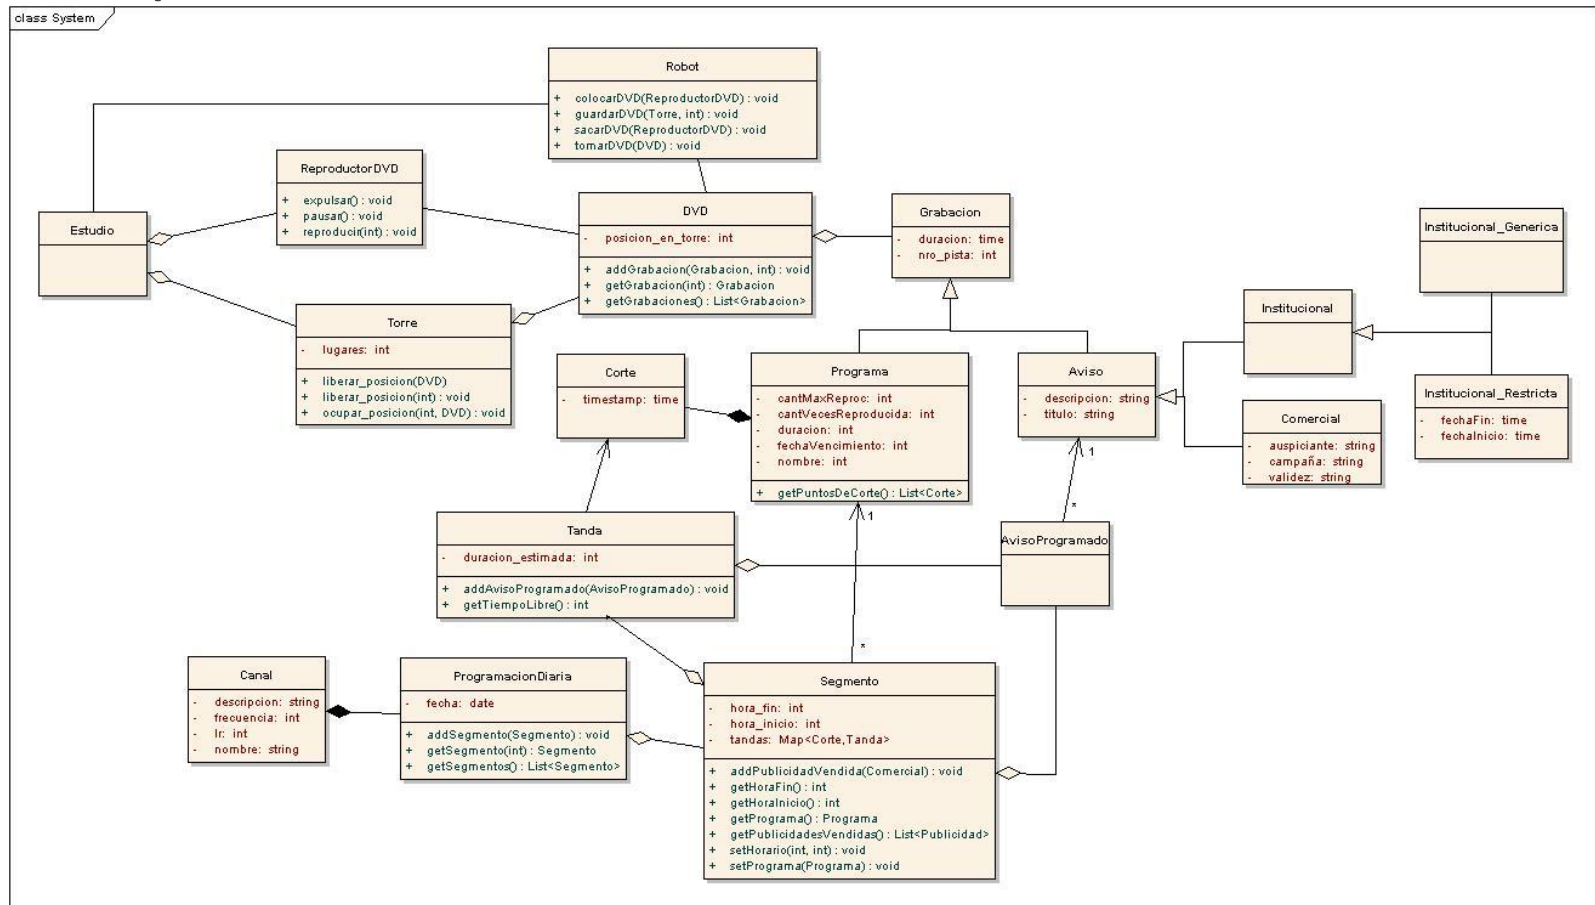 class System
Robot
+ colocarDVD(ReproductorDVD) : void
+ guardarDVD(Torre, int) : void
+ sacarDVD(ReproductorDVD) : void
+ tomarDVD(DVD) : void
ReproductorDVD
+ expulsar() : void
+ pausar() : void
+ reproducir(int) : void
Estudio
DVD
- posicion_en_torre: int
+ addGrabacion(Grabacion, int) : void
+ getGrabacion(int) : Grabacion
+ getGrabaciones() : List<Grabacion>
Grabacion
- duracion: time
- nro_pista: int
Institucional_Generica
Institucional
Torre
- lugares: int
+ liberar_posicion(DVD)
+ liberar_posicion(int) : void
+ ocupar_posicion(int, DVD) : void
Corte
- timestamp: time
Programa
- cantMaxReproc: int
- cantVecesReproducida: int
- duracion: int
- fechaVencimiento: int
- nombre: int
+ getPuntosDeCorte() : List<Corte>
Aviso
- descripcion: string
- titulo: string
Institucional_Restricta
- fechaFin: time
- fechaInicio: time
Comercial
- auspiciante: string
- campaña: string
- validez: string
1
*
1
*
Tanda
- duracion_estimada: int
+ addAvisoProgramado(AvisoProgramado) : void
+ getTiempoLibre() : int
AvisoProgramado
Canal
- descripcion: string
- frecuencia: int
- lr: int
- nombre: string
ProgramacionDiaria
- fecha: date
+ addSegmento(Segmento) : void
+ getSegmento(int) : Segmento
+ getSegmentos() : List<Segmento>
Segmento
- hora_fin: int
- hora_inicio: int
- tandas: Map<Corte,Tanda>
+ addPublicidadVendida(Comercial) : void
+ getHoraFin() : int
+ getHoraInicio() : int
+ getPrograma() : Programa
+ getPublicidadesVendidas() : List<Publicidad>
+ setHorario(int, int) : void
+ setPrograma(Programa) : void